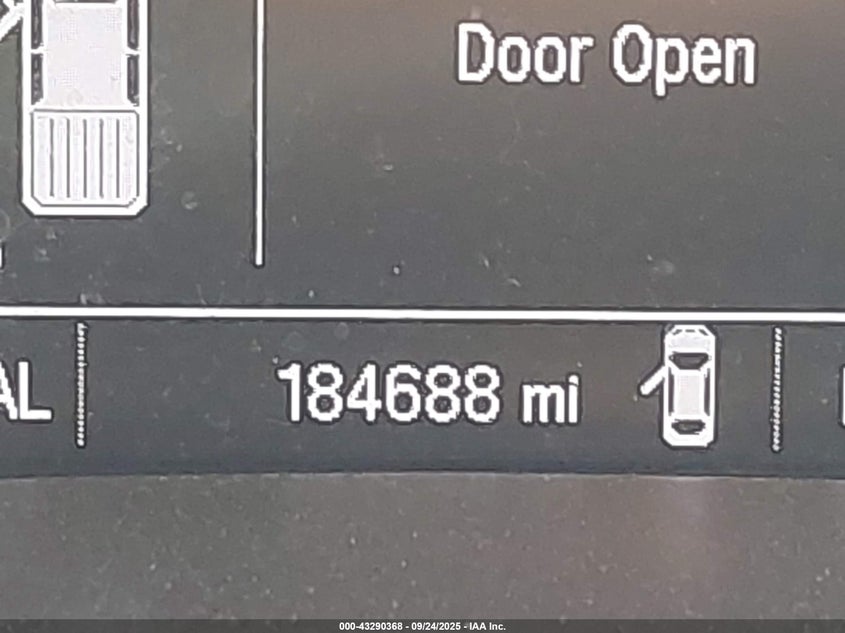 Door Open
AL
184688 mi
000-43290368 - 09/24/2025 - IAA Inc.